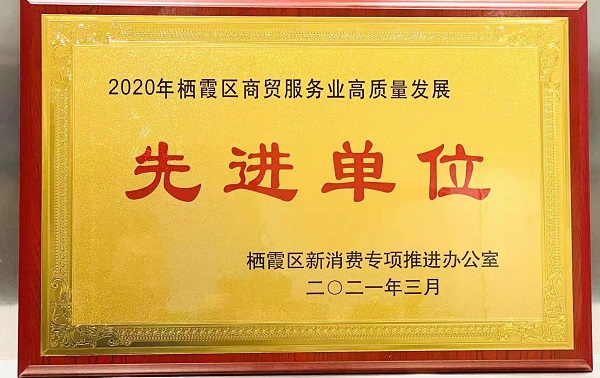 2020年栖霞区商贸服务业高质量发展
先进单位
栖霞区新消费专项推进办公室
二〇二一年三月